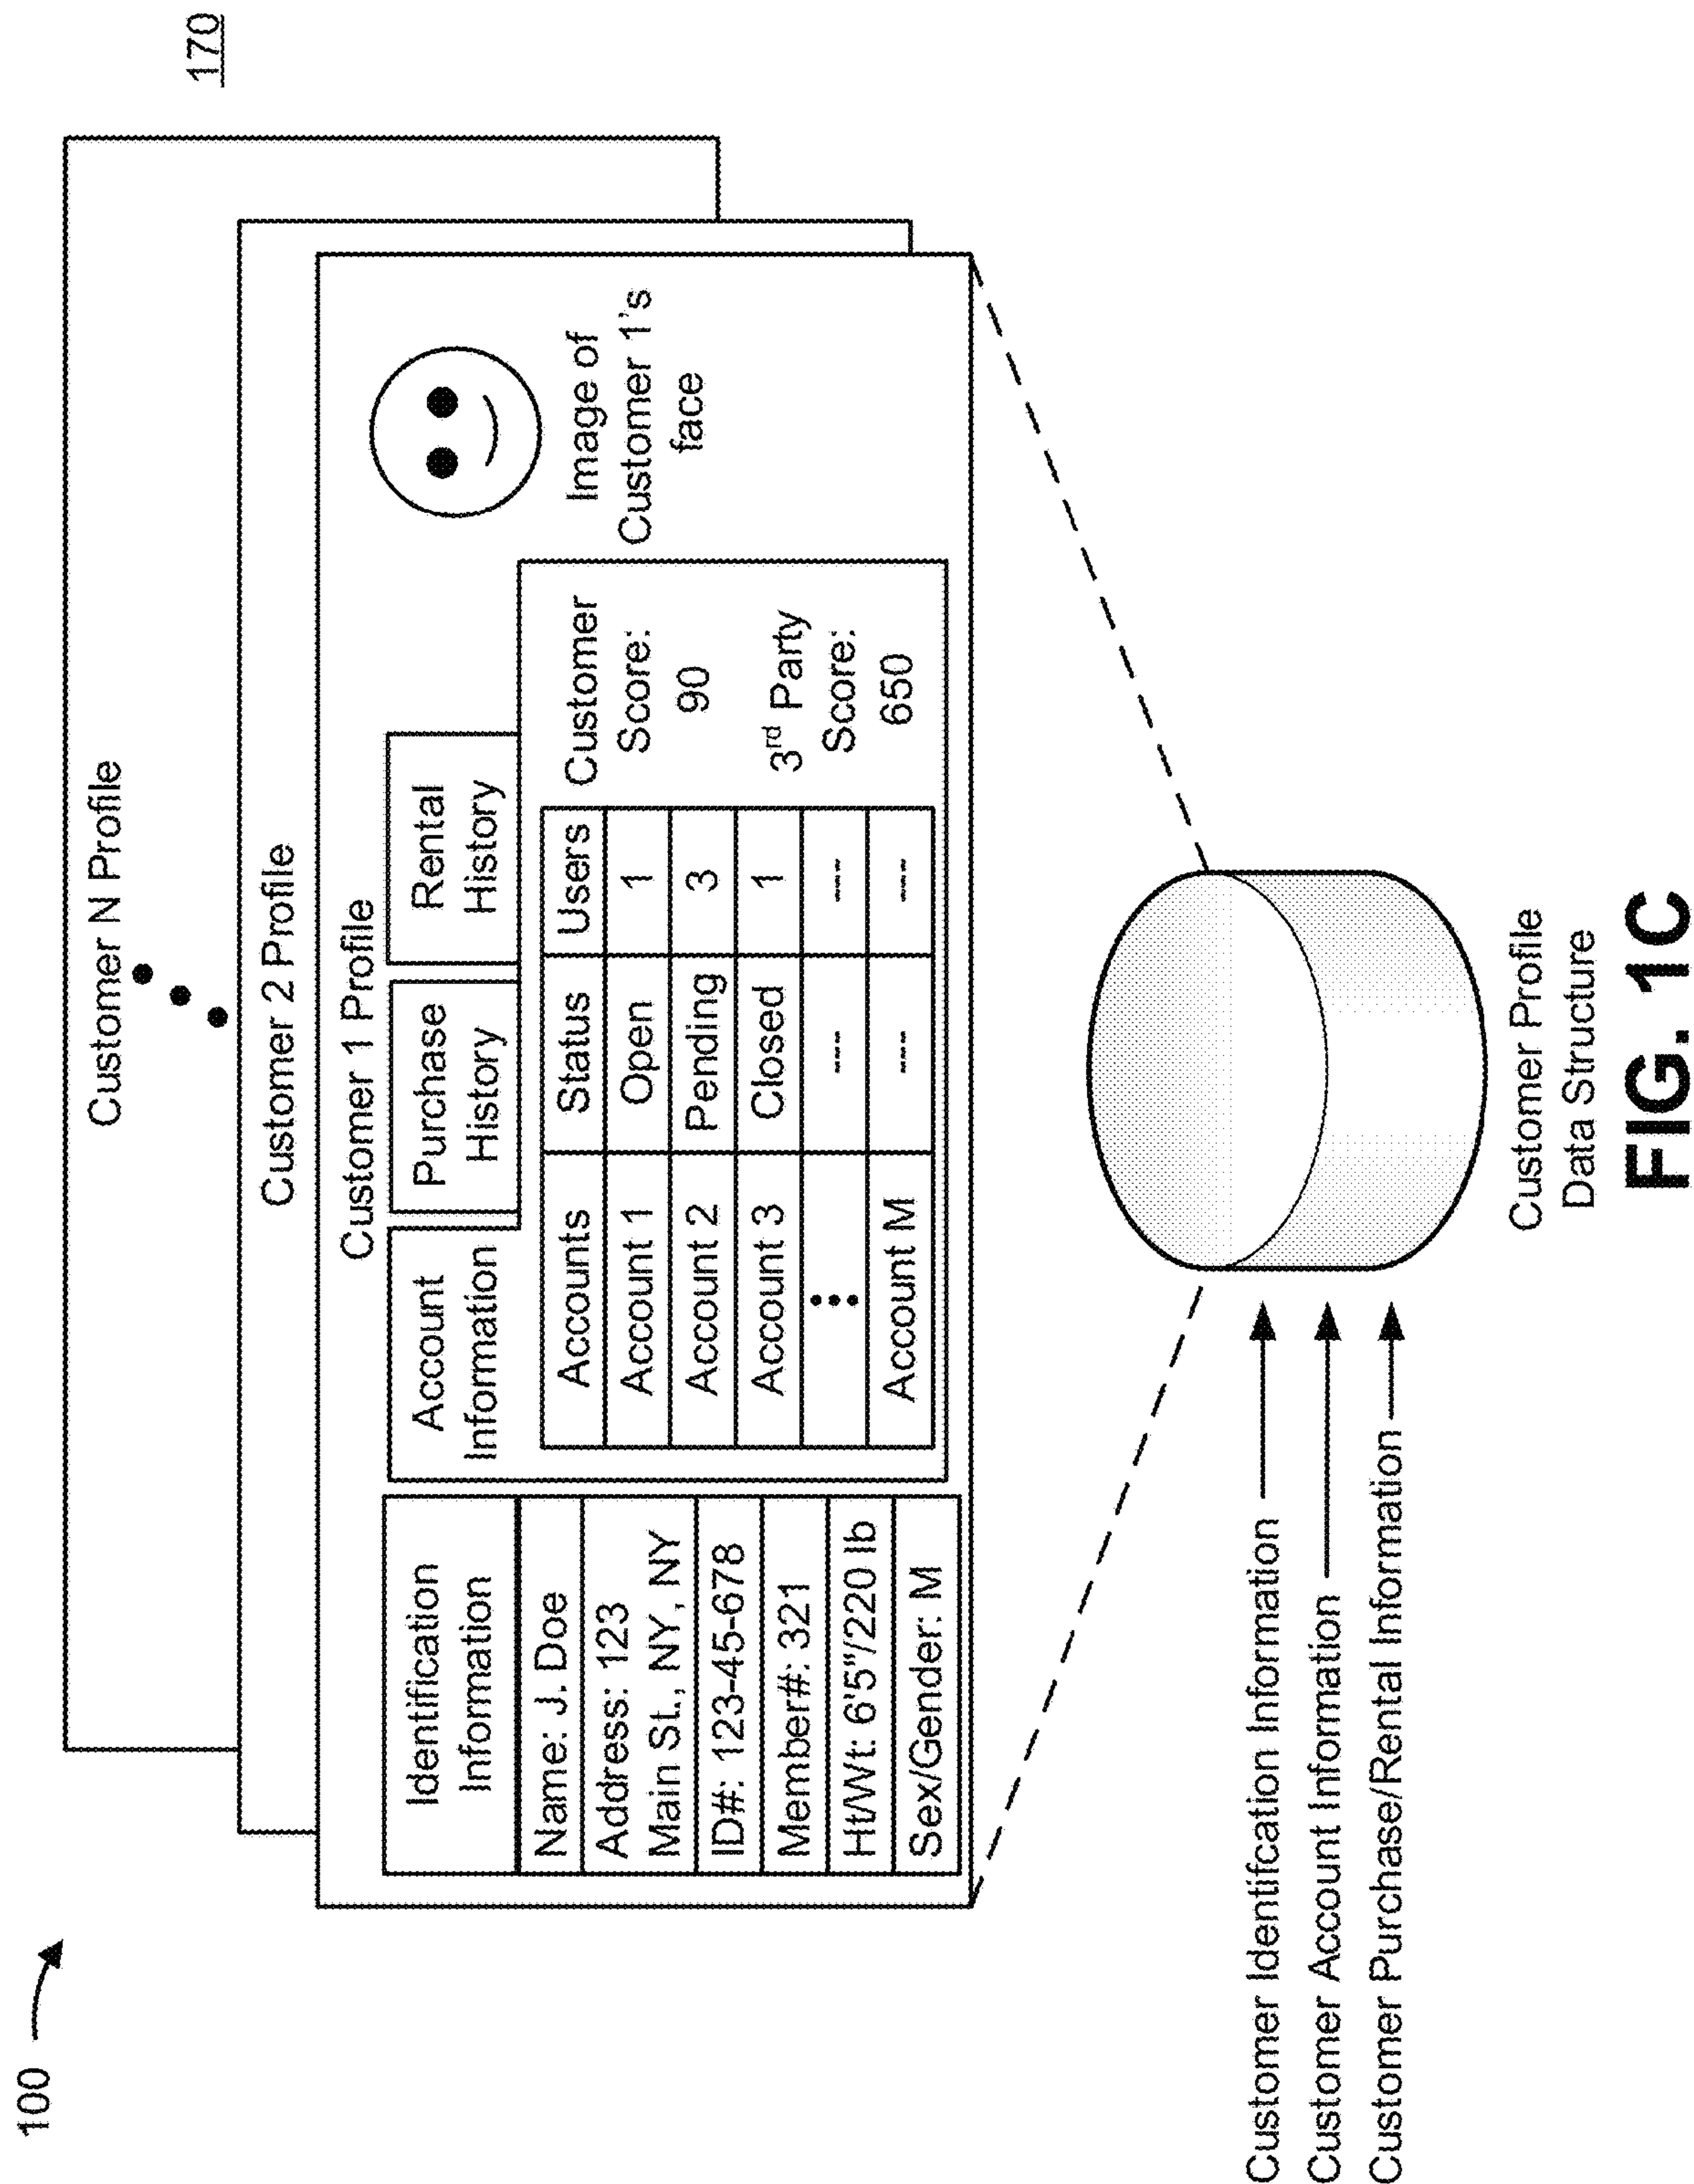 100
170
Customer N Profile
Customer 2 Profile
Customer 1 Profile
Identification
Information
Name: J. Doe
Address: 123
Main St., NY, NY
ID#: 123-45-678
Member#: 321
Ht/Wt: 6'5"/220 lb
Sex/Gender: M
Account
Information
Purchase
History
Rental
History
Accounts Status Users
Account 1 Open 1
Account 2 Pending 3
Account 3 Closed 1
--- ---
Account M --- ---
Customer
Score:
90
3rd Party
Score:
650
Image of
Customer 1's
face
Customer Identifcation Information
Customer Account Information
Customer Purchase/Rental Information
Customer Profile
Data Structure
FIG. 1C